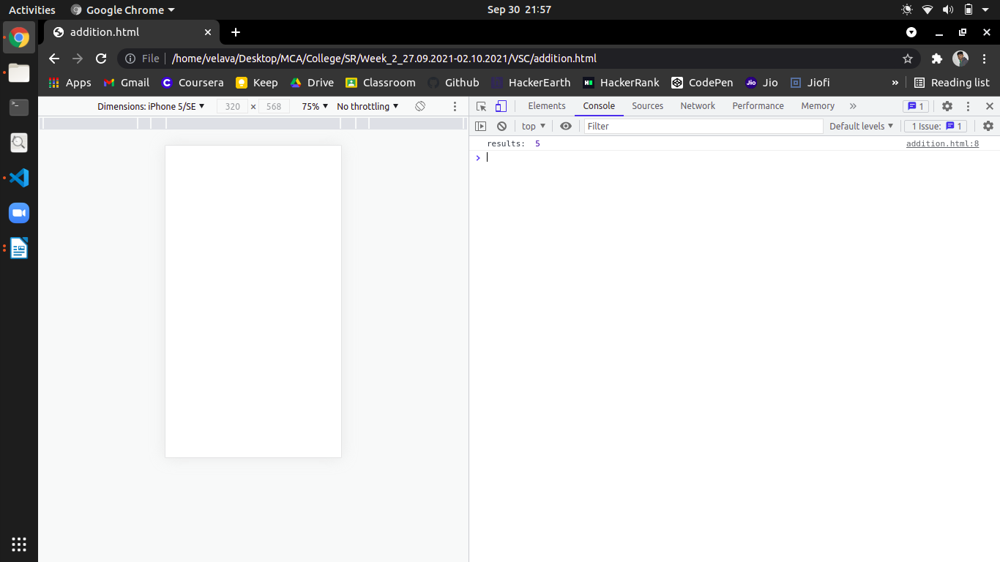 Activities Google Chrome Sep 30 21:57
addition.html
File /home/velava/Desktop/MCA/College/SR/Week_2_27.09.2021-02.10.2021/VSC/addition.html
Apps Gmail Coursera Keep Drive Classroom Github HackerEarth HackerRank CodePen Jio Jiofi » Reading list
Dimensions: iPhone 5/SE 320 × 568 75% No throttling
Elements Console Sources Network Performance Memory » 1
top Filter Default levels 1 Issue: 1
results: 5 addition.html:8